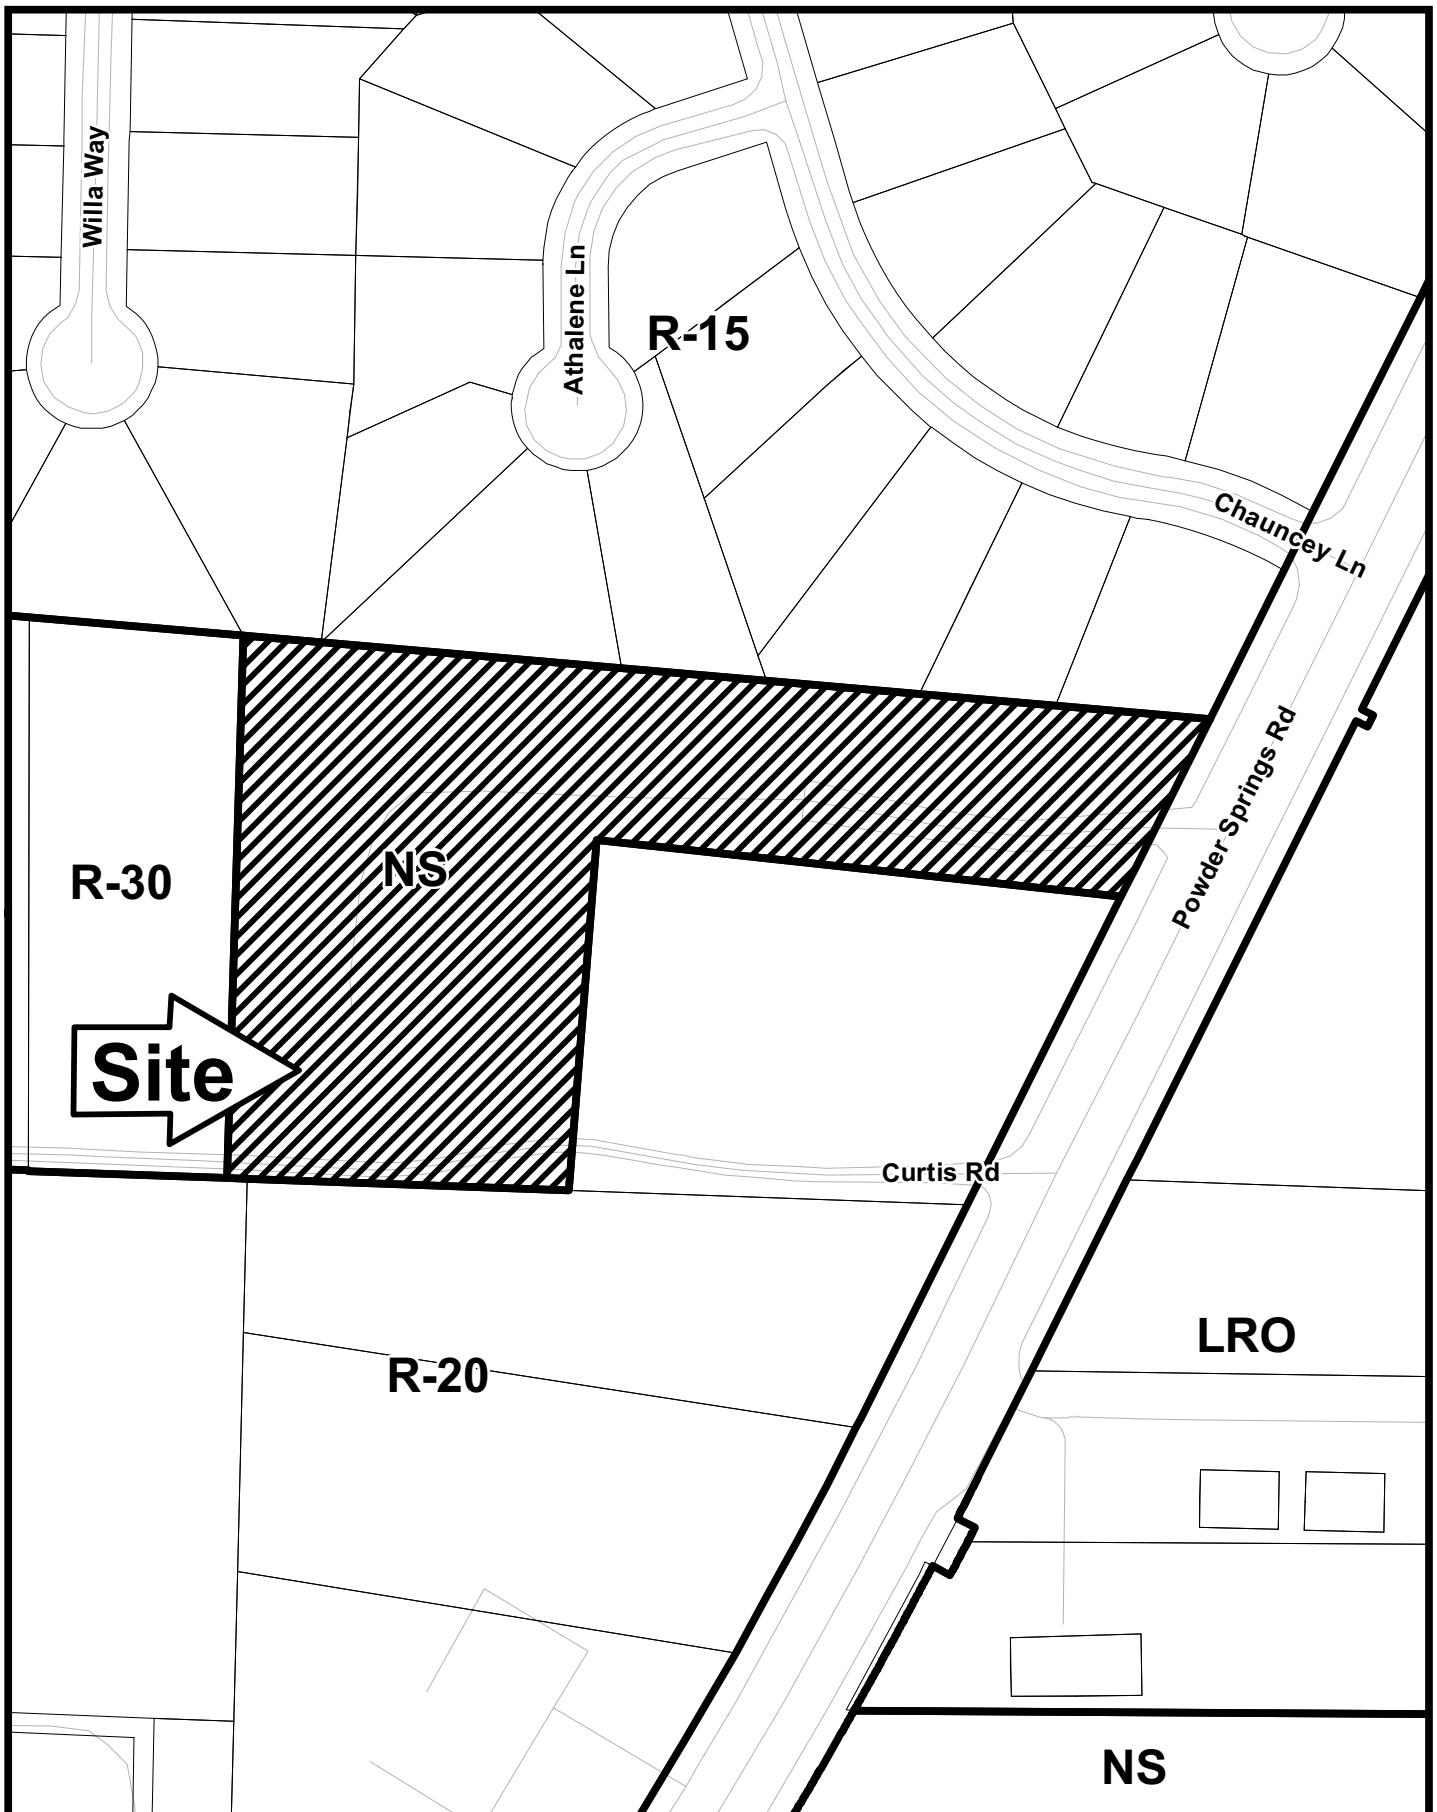 Willa Way
Athalene Ln
R-15
Chauncey Ln
Powder Springs Rd
NS
R-30
Site
Curtis Rd
LRO
R-20
NS